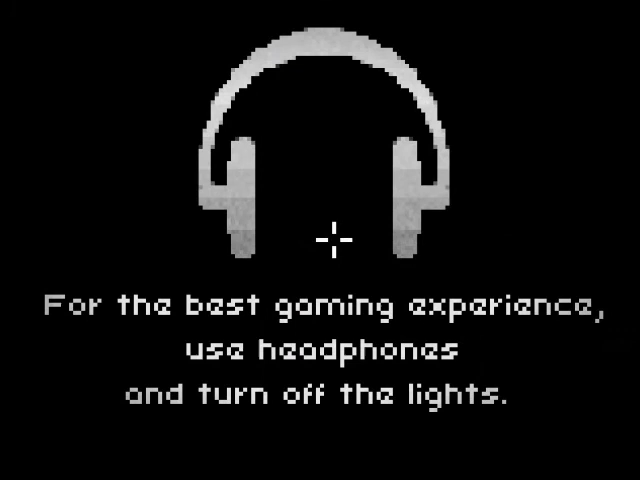 For the best gaming experience,
use headphones
and turn off the lights.